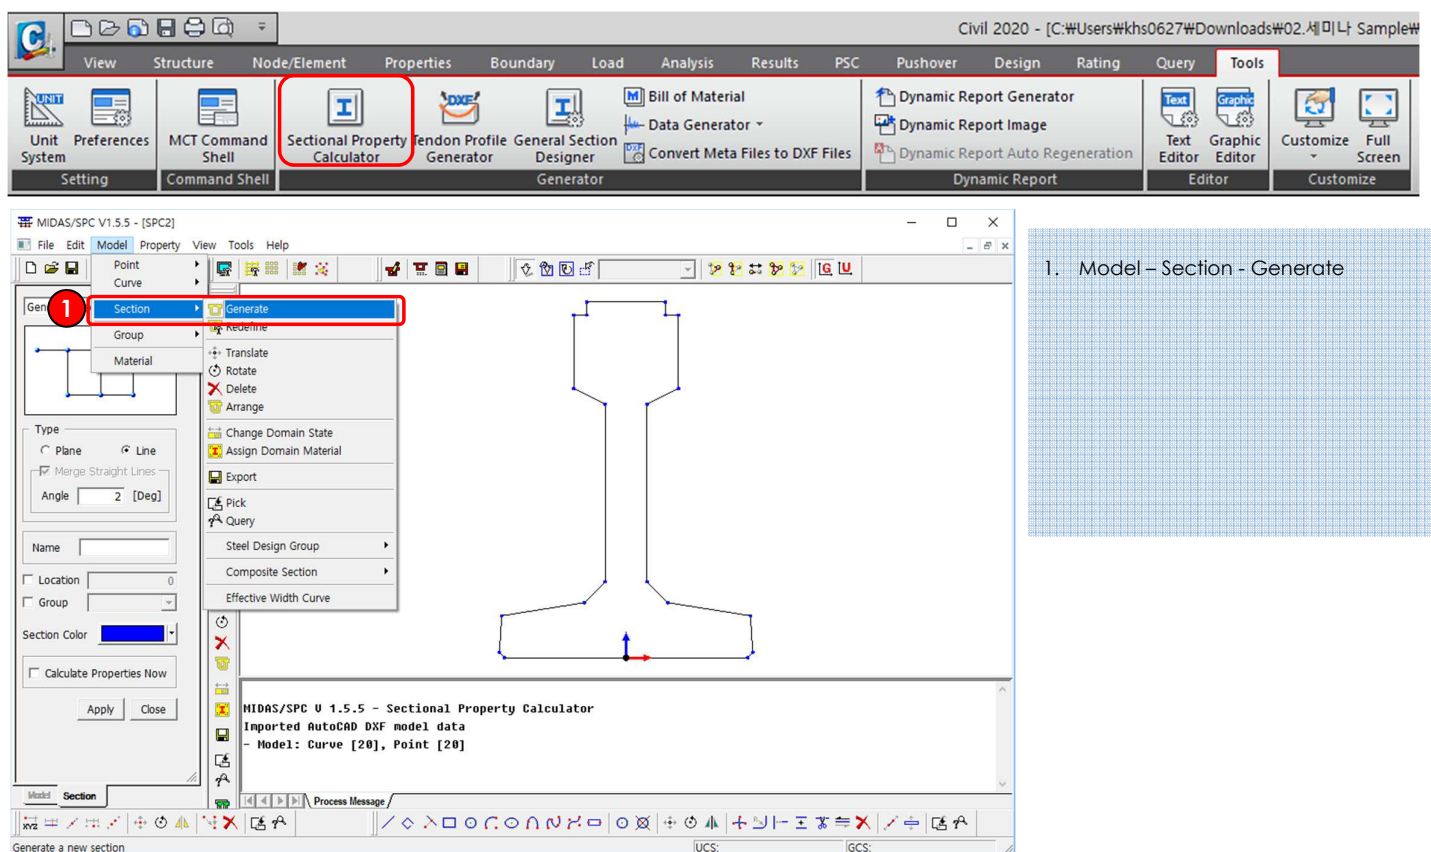 Civil 2020 - [C:₩Users₩khs0627₩Downloads₩02.세미나 Sample₩
View Structure Node/Element Properties Boundary Load Analysis Results PSC Pushover Design Rating Query Tools
Unit System
Preferences
MCT Command Shell
Sectional Property Calculator
Tendon Profile Generator
General Section Designer
Bill of Material
Data Generator
Convert Meta Files to DXF Files
Dynamic Report Generator
Dynamic Report Image
Dynamic Report Auto Regeneration
Text Editor
Graphic Editor
Customize
Full Screen
Setting Command Shell Generator Dynamic Report Editor Customize
MIDAS/SPC V1.5.5 - [SPC2]
File Edit Model Property View Tools Help
Point
Curve
Section
Group
Material
1
Gen
Generate
Redefine
Translate
Rotate
Delete
Arrange
Change Domain State
Assign Domain Material
Export
Pick
Query
Steel Design Group
Composite Section
Effective Width Curve
Type
Plane Line
Merge Straight Lines
Angle 2 [Deg]
Name
Location 0
Group
Section Color
Calculate Properties Now
Apply Close
Model Section
MIDAS/SPC V 1.5.5 - Sectional Property Calculator
Imported AutoCAD DXF model data
- Model: Curve [20], Point [20]
Process Message
Generate a new section
UCS: GCS:
1. Model – Section - Generate